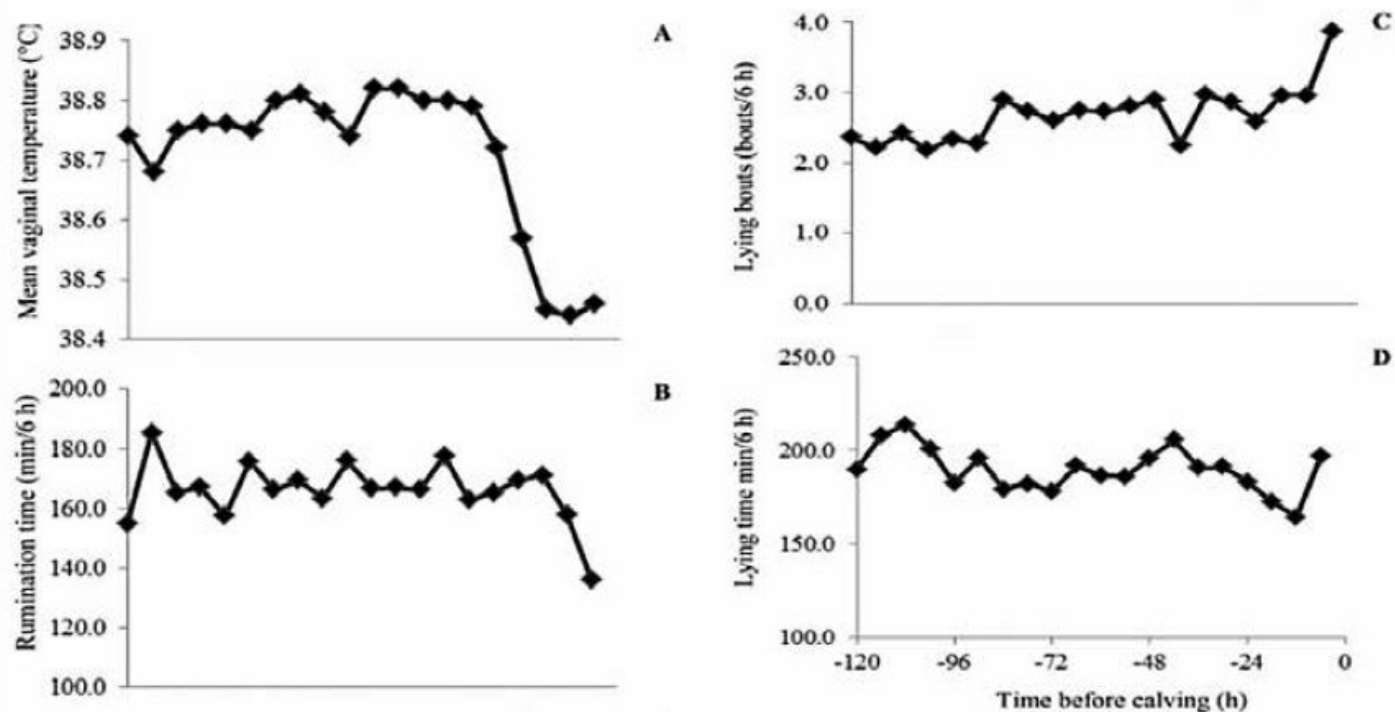 A
Mean vaginal temperature (°C)
38.9
38.8
38.7
38.6
38.5
38.4
B
Rumination time (min/6 h)
200.0
180.0
160.0
140.0
120.0
100.0
C
Lying bouts (bouts/6 h)
4.0
3.0
2.0
1.0
0.0
D
Lying time min/6 h)
250.0
200.0
150.0
100.0
-120 -96 -72 -48 -24 0
Time before calving (h)